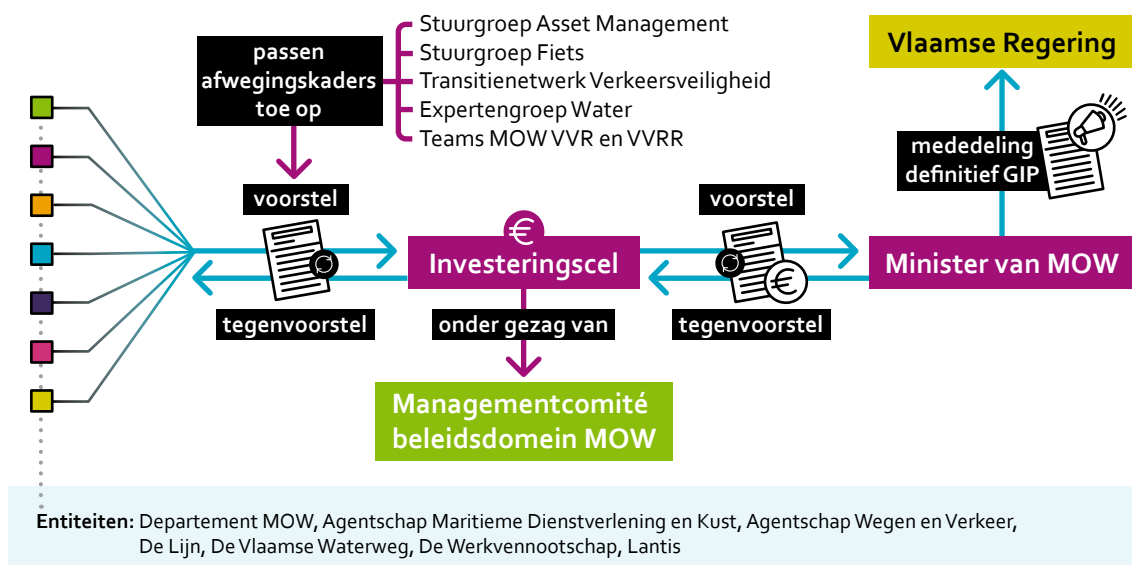 passen
afwegingskaders
toe op
Stuurgroep Asset Management
Stuurgroep Fiets
Transitienetwerk Verkeersveiligheid
Expertengroep Water
Teams MOW VVR en VVRR
Vlaamse Regering
mededeling
definitief GIP
voorstel
voorstel
€
Investeringscel
€
Minister van MOW
tegenvoorstel
onder gezag van
tegenvoorstel
Managementcomité
beleidsdomein MOW
Entiteiten: Departement MOW, Agentschap Maritieme Dienstverlening en Kust, Agentschap Wegen en Verkeer,
De Lijn, De Vlaamse Waterweg, De Werkvennootschap, Lantis